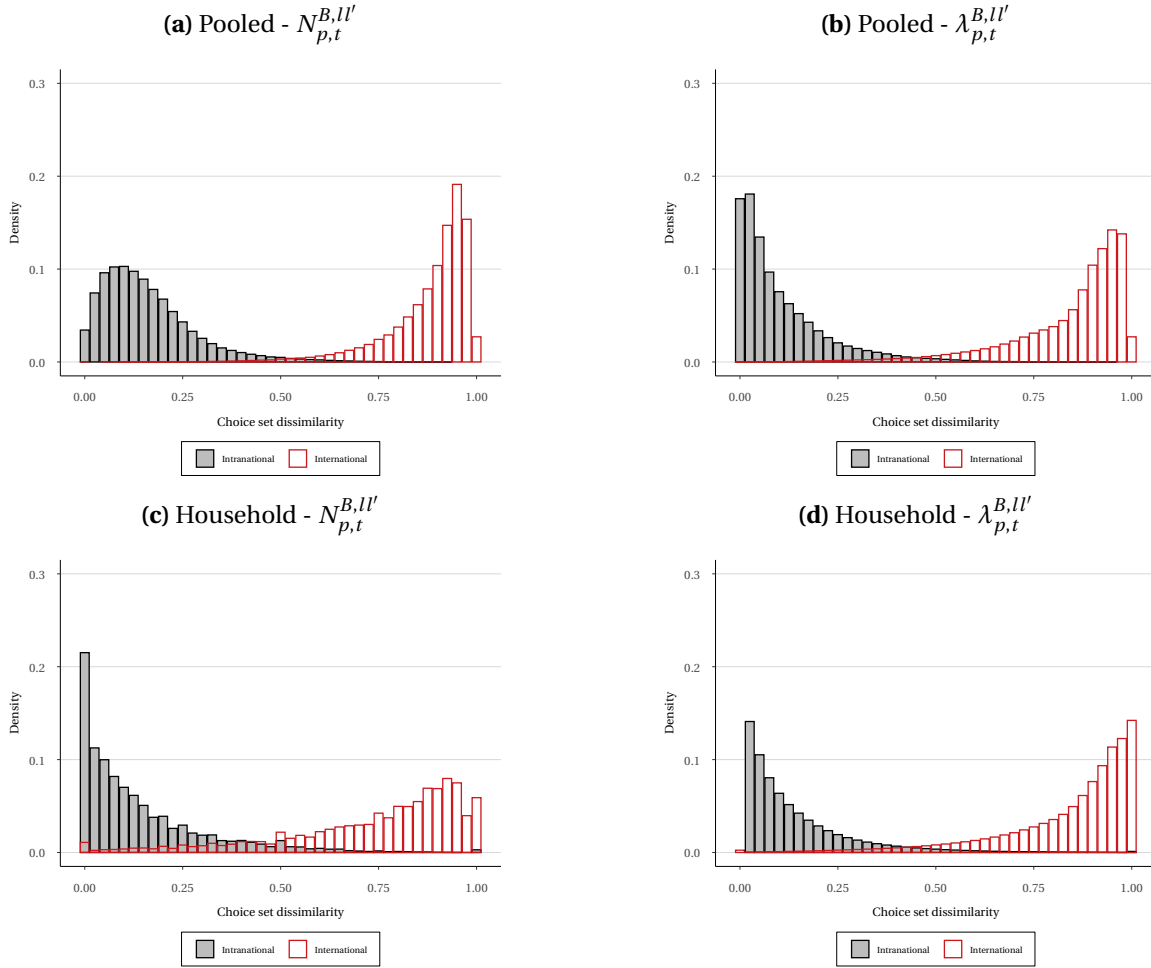 (a) Pooled - $N_{p,t}^{B,ll'}$
0.3
0.2
0.1
0.0
Density
0.00 0.25 0.50 0.75 1.00
Choice set dissimilarity
Intranational International
(b) Pooled - $\lambda_{p,t}^{B,ll'}$
0.3
0.2
0.1
0.0
Density
0.00 0.25 0.50 0.75 1.00
Choice set dissimilarity
Intranational International
(c) Household - $N_{p,t}^{B,ll'}$
0.3
0.2
0.1
0.0
Density
0.00 0.25 0.50 0.75 1.00
Choice set dissimilarity
Intranational International
(d) Household - $\lambda_{p,t}^{B,ll'}$
0.3
0.2
0.1
0.0
Density
0.00 0.25 0.50 0.75 1.00
Choice set dissimilarity
Intranational International